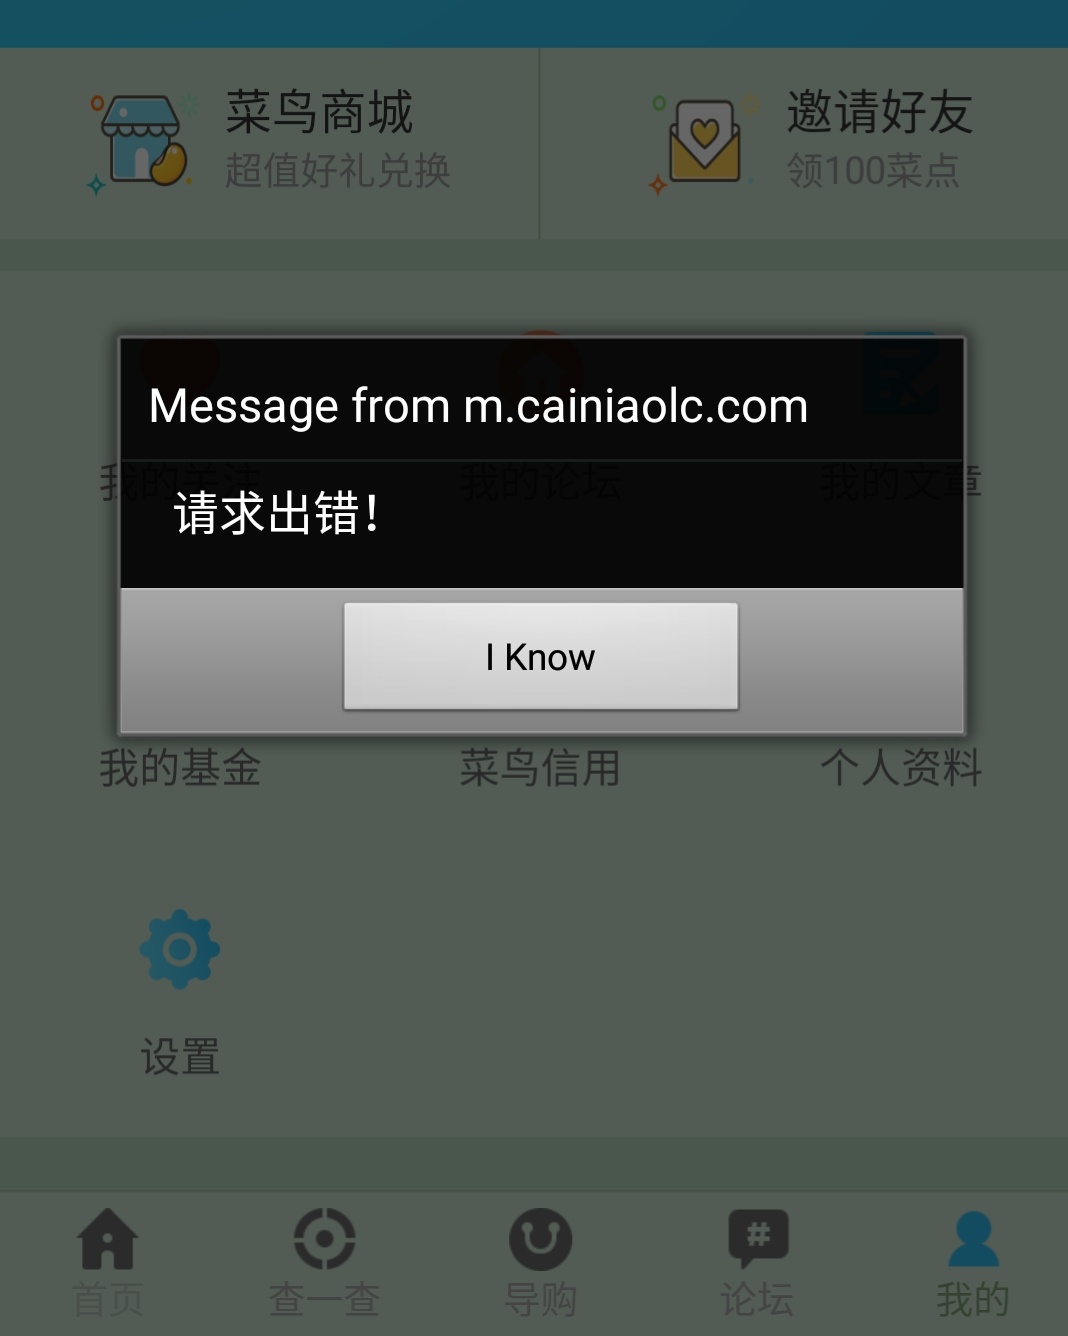 菜鸟商城
超值好礼兑换
邀请好友
领100菜点
Message from m.cainiaolc.com
我的关注
我的论坛
我的文章
请求出错！
I Know
我的基金
菜鸟信用
个人资料
设置
首页
查一查
导购
#
论坛
我的